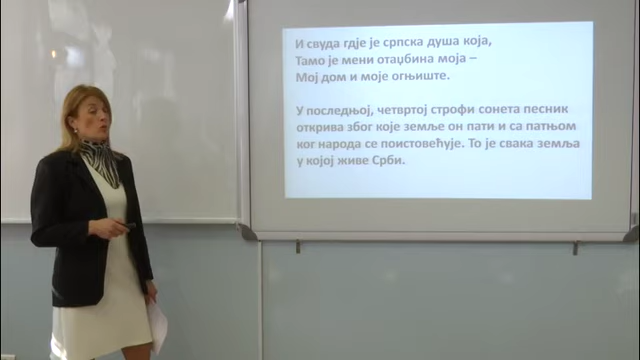 И свуда гдје је српска душа која,
Тамо је мени отаџбина моја –
Мој дом и моје огњиште.
У последњој, четвртој строфи сонета песник
открива због које земље он пати и са патњом
ког народа се поистовећује. То је свака земља
у којој живе Срби.